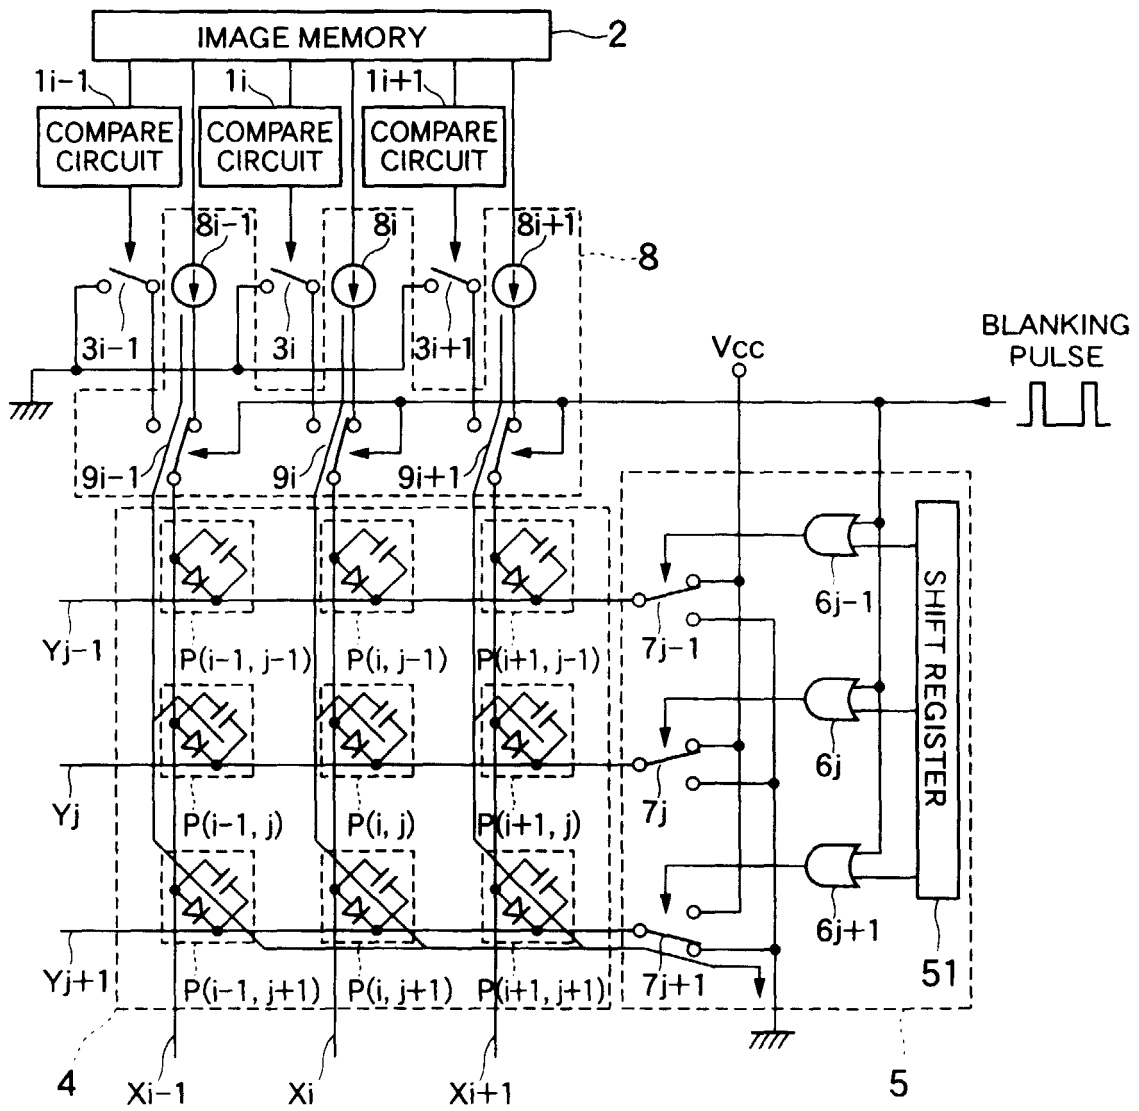 IMAGE MEMORY
2
1i-1
1i
1i+1
COMPARE
CIRCUIT
COMPARE
CIRCUIT
COMPARE
CIRCUIT
8i-1
8i
8i+1
8
3i-1
3i
3i+1
VCC
BLANKING
PULSE
9i-1
9i
9i+1
6j-1
Yj-1
P(i-1, j-1)
P(i, j-1)
P(i+1, j-1)
7j-1
SHIFT REGISTER
6j
Yj
P(i-1, j)
P(i, j)
P(i+1, j)
7j
6j+1
51
Yj+1
P(i-1, j+1)
P(i, j+1)
P(i+1, j+1)
7j+1
4
Xi-1
Xi
Xi+1
5